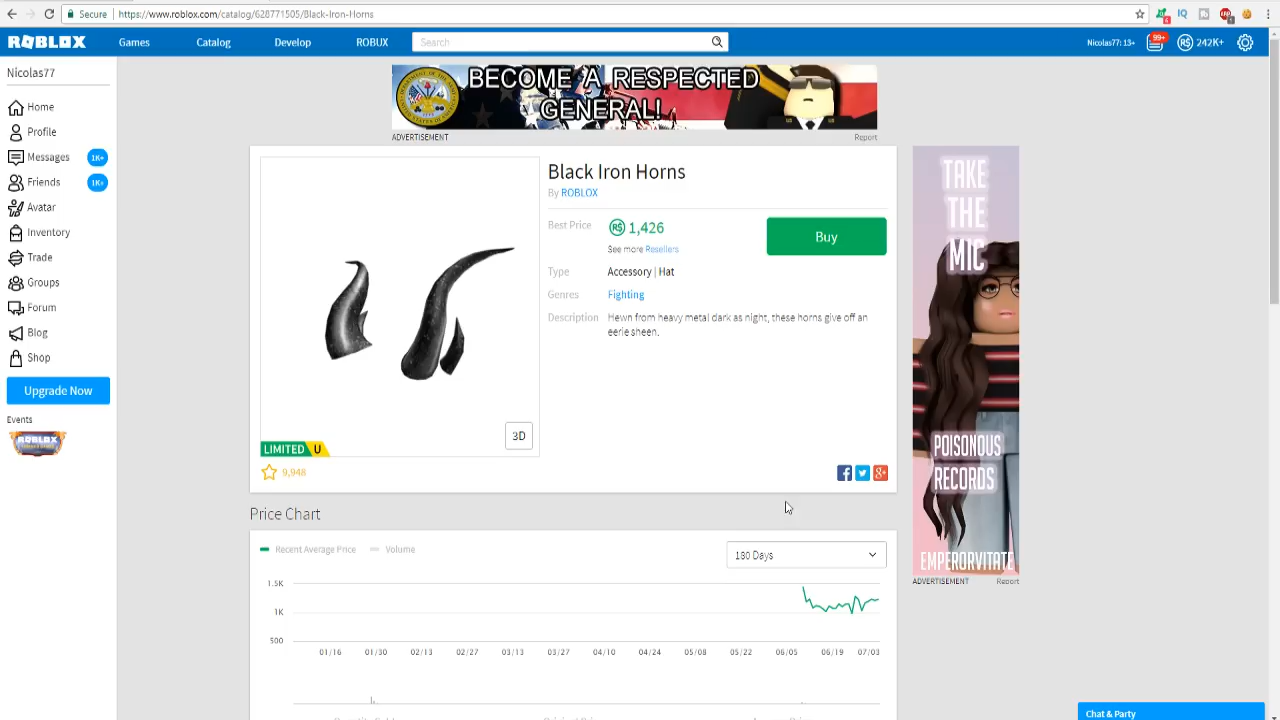 Secure
https://www.roblox.com/catalog/628771505/Black-Iron-Horns
6
IQ
ROBLOX
Games
Catalog
Develop
ROBUX
Search
Nicolas77: 13+
99+
R$ 242K+
Nicolas77
Home
Profile
Messages 1K+
Friends 1K+
Avatar
Inventory
Trade
Groups
Forum
Blog
Shop
Upgrade Now
Events
ROBLOX
BECOME A RESPECTED
GENERAL!
ADVERTISEMENT
Report
Black Iron Horns
By ROBLOX
Best Price
R$ 1,426
Buy
See more Resellers
Type
Accessory | Hat
Genres
Fighting
Description
Hewn from heavy metal dark as night, these horns give off an
eerie sheen.
3D
LIMITED U
9,948
TAKE
THE
MIC
POISONOUS
RECORDS
EMPERORVITATE
ADVERTISEMENT
Report
Price Chart
Recent Average Price
Volume
180 Days
1.5K
1K
500
01/16 01/30 02/13 02/27 03/13 03/27 04/10 04/24 05/08 05/22 06/05 06/19 07/03
Chat & Party